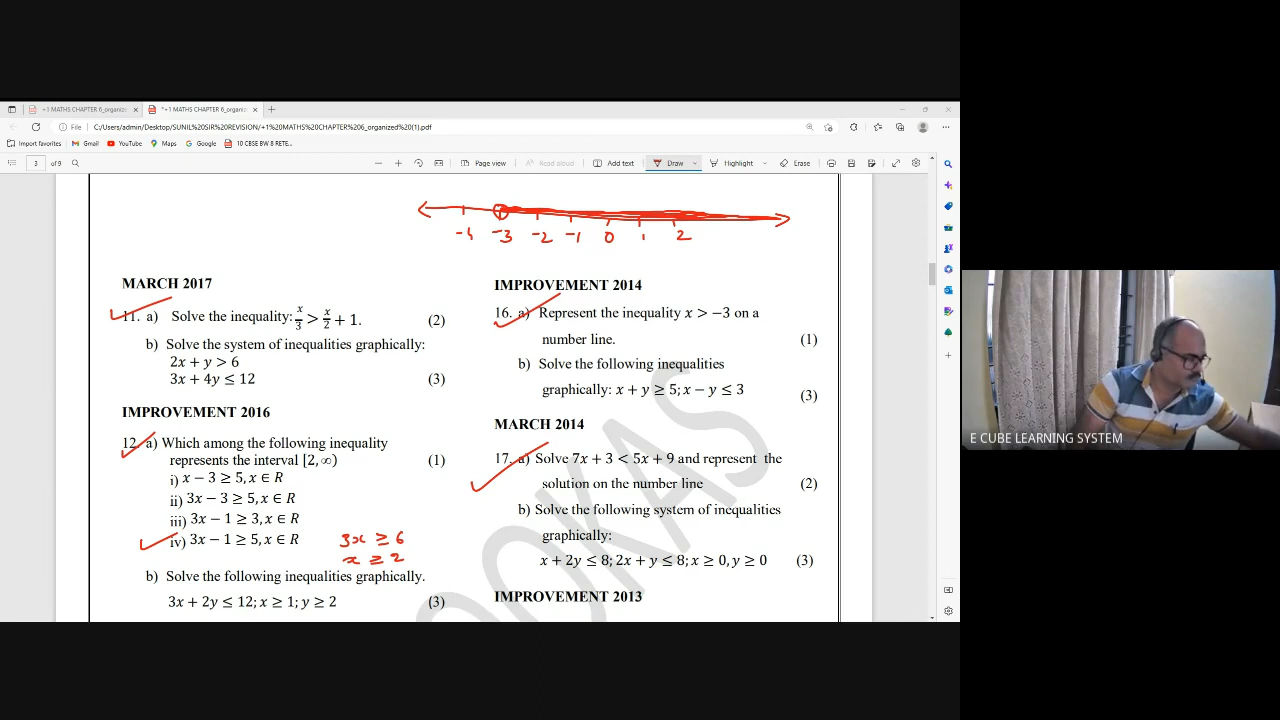 +1 MATHS CHAPTER 6_organiz
*+1 MATHS CHAPTER 6_organiz
File
C:/Users/admin/Desktop/SUNIL%20SIR%20REVISION/+1%20MATHS%20CHAPTER%206_organized%20(1).pdf
Import favorites
Gmail
YouTube
Maps
Google
10 CBSE BW 8 RETE...
3 of 9
Page view
Read aloud
Add text
Draw
Highlight
Erase
-4 -3 -2 -1 0 1 2
MARCH 2017
11. a) Solve the inequality: x/3 > x/2 + 1. (2)
b) Solve the system of inequalities graphically:
2x + y > 6
3x + 4y ≤ 12 (3)
IMPROVEMENT 2016
12. a) Which among the following inequality
represents the interval [2, ∞) (1)
i) x − 3 ≥ 5, x ∈ R
ii) 3x − 3 ≥ 5, x ∈ R
iii) 3x − 1 ≥ 3, x ∈ R
iv) 3x − 1 ≥ 5, x ∈ R
3x ≥ 6
x ≥ 2
b) Solve the following inequalities graphically.
3x + 2y ≤ 12; x ≥ 1; y ≥ 2 (3)
IMPROVEMENT 2014
16. a) Represent the inequality x > −3 on a
number line. (1)
b) Solve the following inequalities
graphically: x + y ≥ 5; x − y ≤ 3 (3)
MARCH 2014
17. a) Solve 7x + 3 < 5x + 9 and represent the
solution on the number line (2)
b) Solve the following system of inequalities
graphically:
x + 2y ≤ 8; 2x + y ≤ 8; x ≥ 0, y ≥ 0 (3)
IMPROVEMENT 2013
OKAS
E CUBE LEARNING SYSTEM